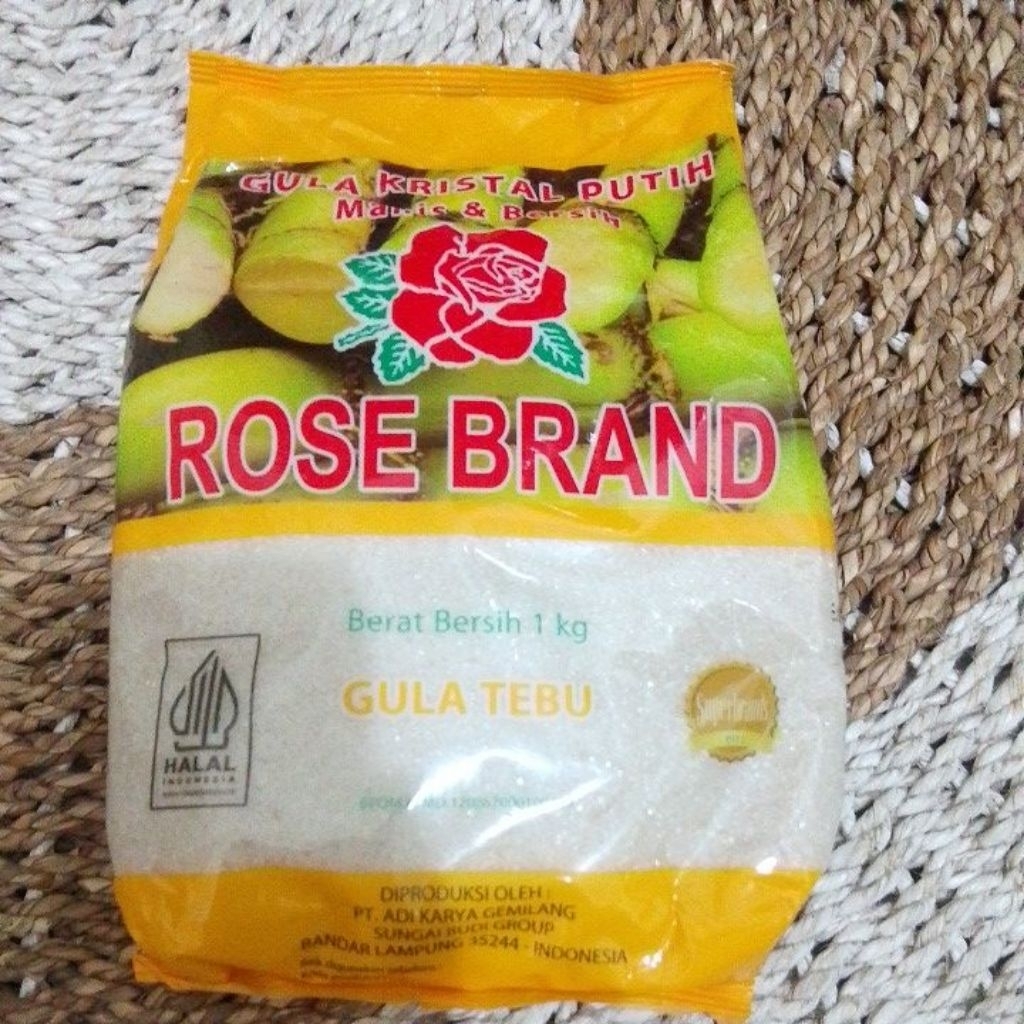 GULA KRISTAL PUTIH
Manis & Bersih
ROSE BRAND
Berat Bersih 1 kg
GULA TEBU
HALAL
INDONESIA
Superbrands
DIPRODUKSI OLEH :
PT. ADI KARYA GEMILANG
SUNGAI BUDI GROUP
BANDAR LAMPUNG 35244 - INDONESIA